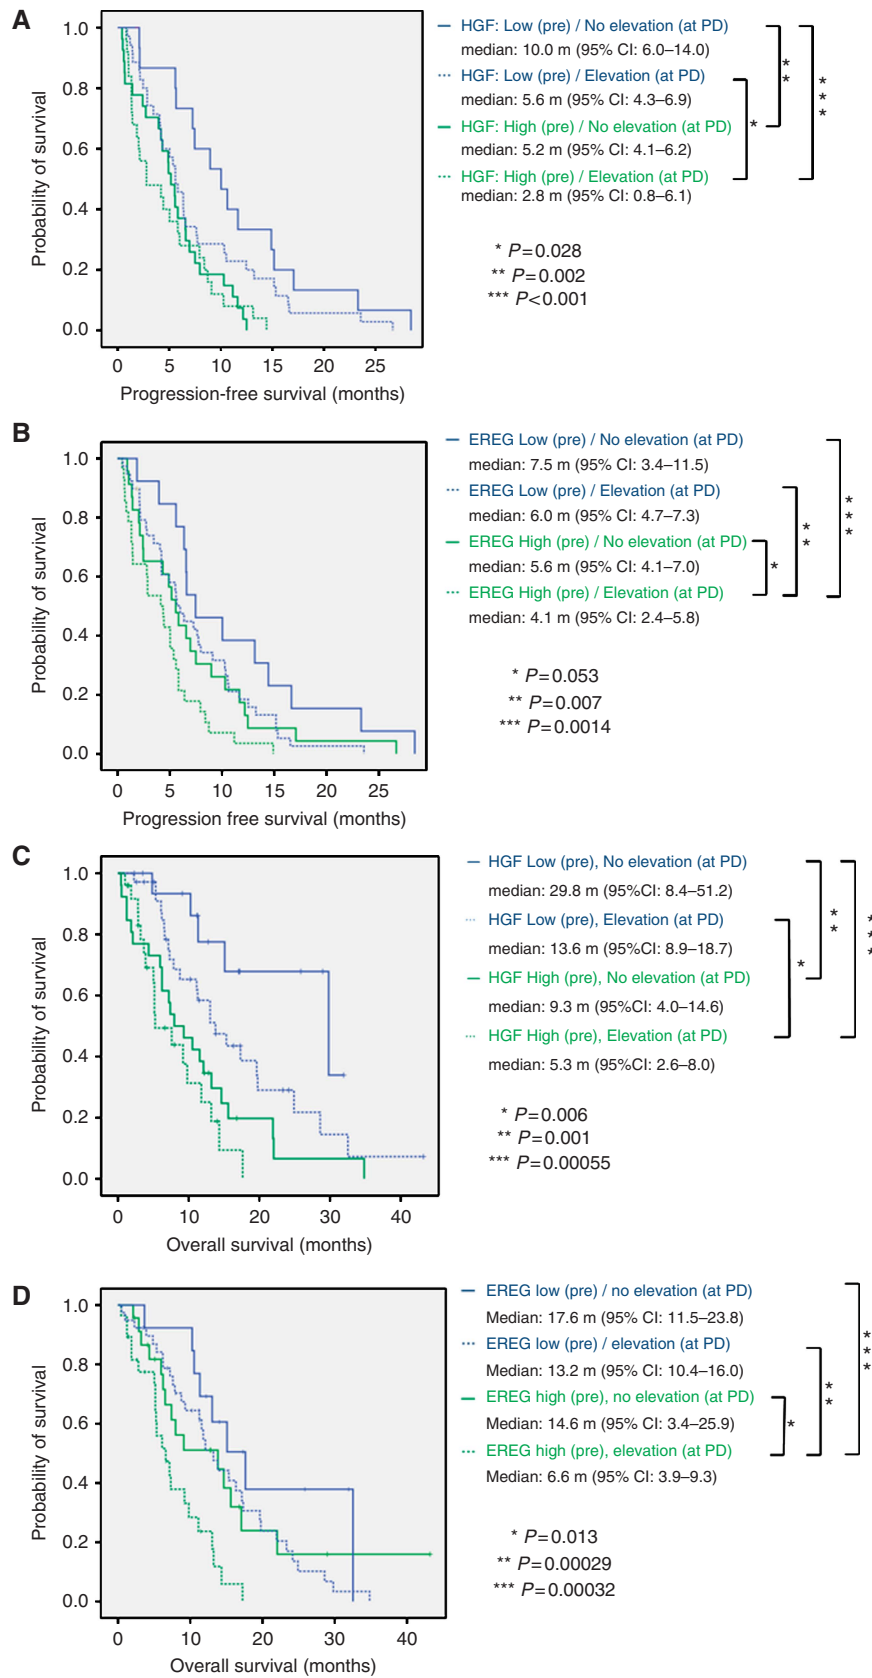 A
HGF: Low (pre) / No elevation (at PD)
median: 10.0 m (95% CI: 6.0–14.0)
HGF: Low (pre) / Elevation (at PD)
median: 5.6 m (95% CI: 4.3–6.9)
HGF: High (pre) / No elevation (at PD)
median: 5.2 m (95% CI: 4.1–6.2)
HGF: High (pre) / Elevation (at PD)
median: 2.8 m (95% CI: 0.8–6.1)
*
**
***
* P=0.028
** P=0.002
*** P<0.001
Probability of survival
1.0
0.8
0.6
0.4
0.2
0.0
0 5 10 15 20 25
Progression-free survival (months)
B
EREG Low (pre) / No elevation (at PD)
median: 7.5 m (95% CI: 3.4–11.5)
EREG Low (pre) / Elevation (at PD)
median: 6.0 m (95% CI: 4.7–7.3)
EREG High (pre) / No elevation (at PD)
median: 5.6 m (95% CI: 4.1–7.0)
EREG High (pre) / Elevation (at PD)
median: 4.1 m (95% CI: 2.4–5.8)
*
**
***
* P=0.053
** P=0.007
*** P=0.0014
Probability of survival
1.0
0.8
0.6
0.4
0.2
0.0
0 5 10 15 20 25
Progression free survival (months)
C
HGF Low (pre), No elevation (at PD)
median: 29.8 m (95%CI: 8.4–51.2)
HGF Low (pre), Elevation (at PD)
median: 13.6 m (95%CI: 8.9–18.7)
HGF High (pre), No elevation (at PD)
median: 9.3 m (95%CI: 4.0–14.6)
HGF High (pre), Elevation (at PD)
median: 5.3 m (95%CI: 2.6–8.0)
*
**
***
* P=0.006
** P=0.001
*** P=0.00055
Probability of survival
1.0
0.8
0.6
0.4
0.2
0.0
0 10 20 30 40
Overall survival (months)
D
EREG low (pre) / no elevation (at PD)
Median: 17.6 m (95% CI: 11.5–23.8)
EREG low (pre) / elevation (at PD)
Median: 13.2 m (95% CI: 10.4–16.0)
EREG high (pre), no elevation (at PD)
Median: 14.6 m (95% CI: 3.4–25.9)
EREG high (pre), elevation (at PD)
Median: 6.6 m (95% CI: 3.9–9.3)
*
**
***
* P=0.013
** P=0.00029
*** P=0.00032
Probability of survival
1.0
0.8
0.6
0.4
0.2
0.0
0 10 20 30 40
Overall survival (months)